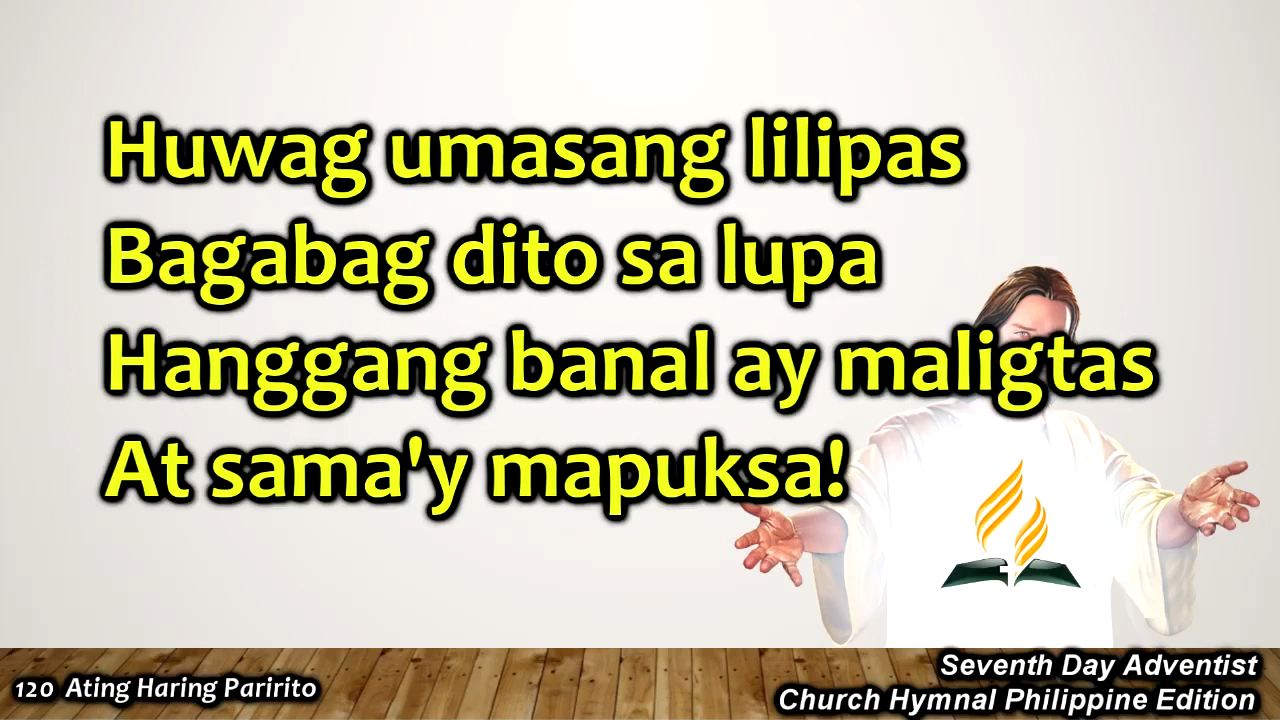 Huwag umasang lilipas
Bagabag dito sa lupa
Hanggang banal ay maligtas
At sama'y mapuksa!
120 Ating Haring Paririto
Seventh Day Adventist
Church Hymnal Philippine Edition